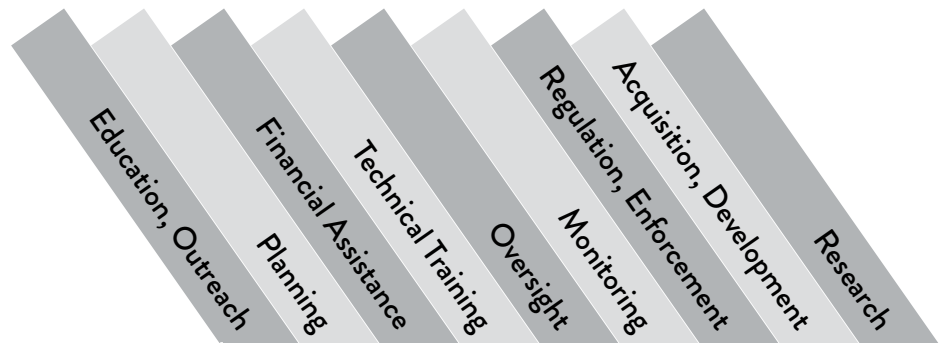 Education, Outreach
Planning
Financial Assistance
Technical Training
Oversight
Monitoring
Regulation, Enforcement
Acquisition, Development
Research